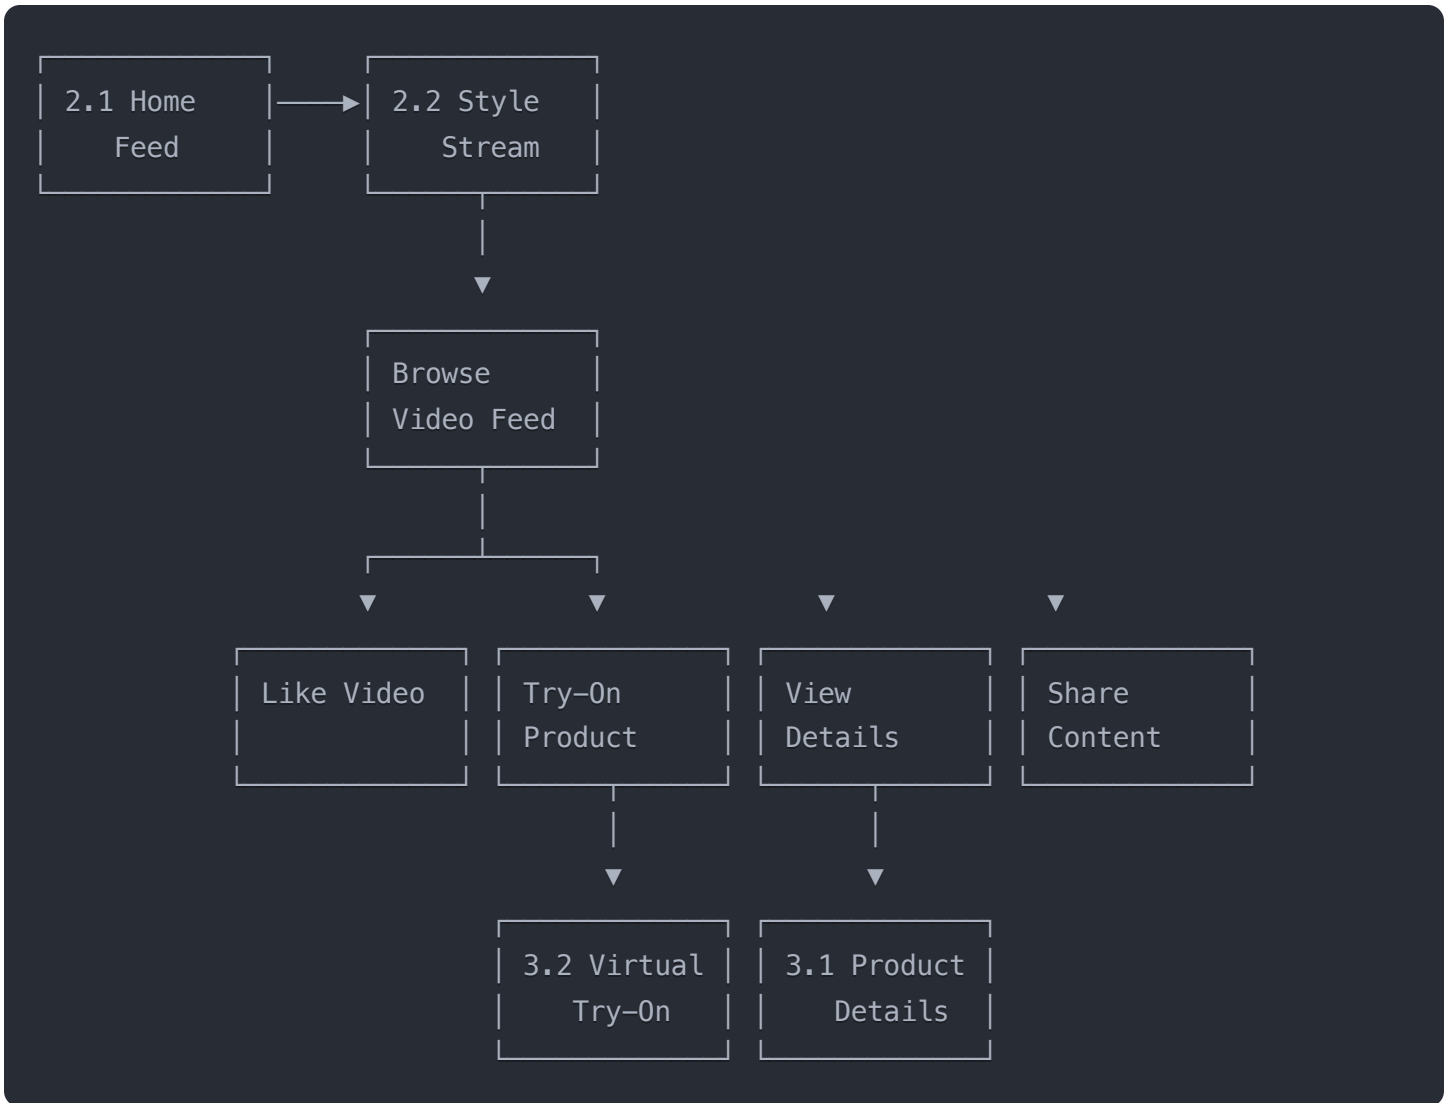 2.1 Home
Feed
2.2 Style
Stream
Browse
Video Feed
Like Video
Try-On
Product
View
Details
Share
Content
3.2 Virtual
Try-On
3.1 Product
Details